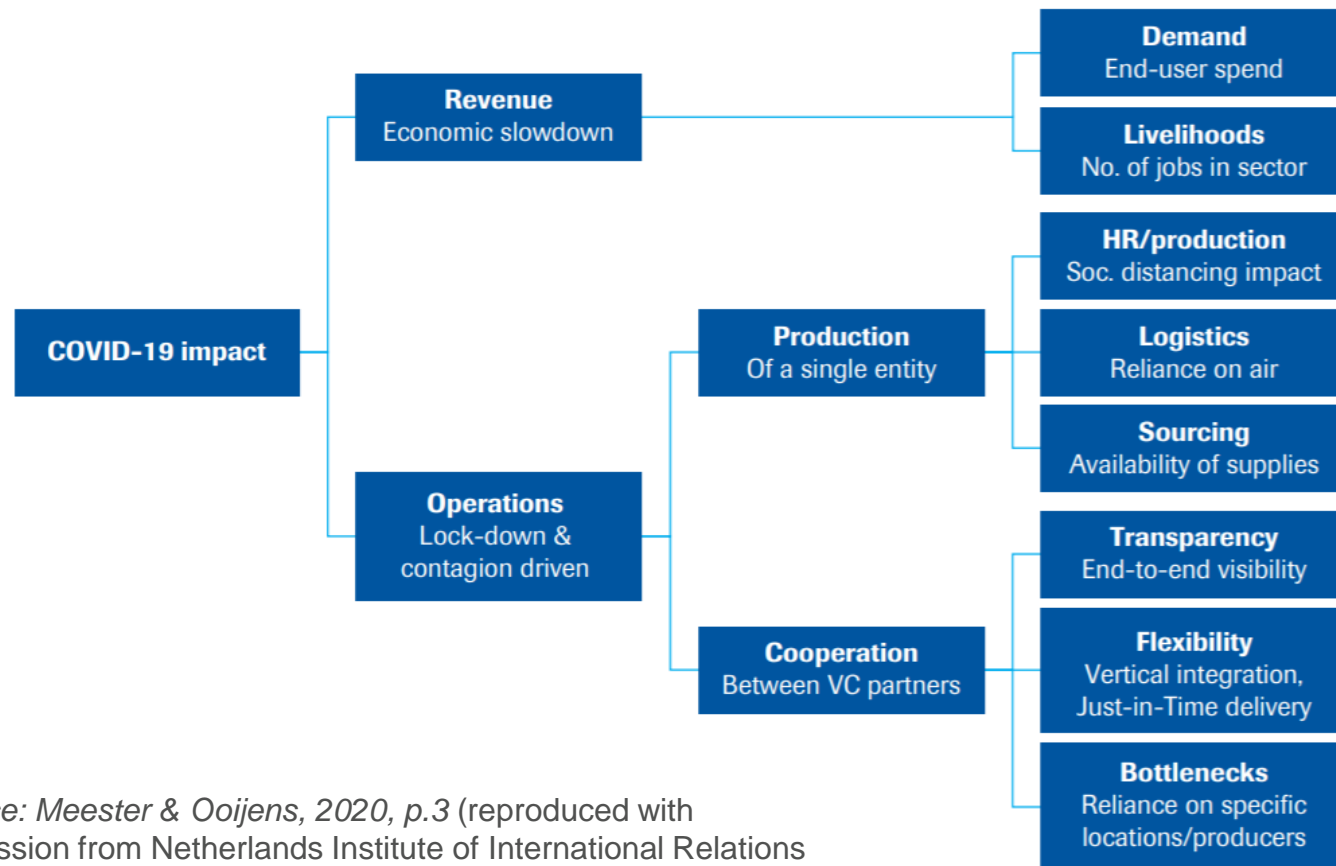 Demand
End-user spend
Revenue
Economic slowdown
Livelihoods
No. of jobs in sector
HR/production
Soc. distancing impact
COVID-19 impact
Production
Of a single entity
Logistics
Reliance on air
Sourcing
Availability of supplies
Operations
Lock-down &
contagion driven
Transparency
End-to-end visibility
Cooperation
Between VC partners
Flexibility
Vertical integration,
Just-in-Time delivery
Bottlenecks
Reliance on specific
locations/producers
Meester & Ooijens, 2020, p.3 (reproduced with
from Netherlands Institute of International Relations